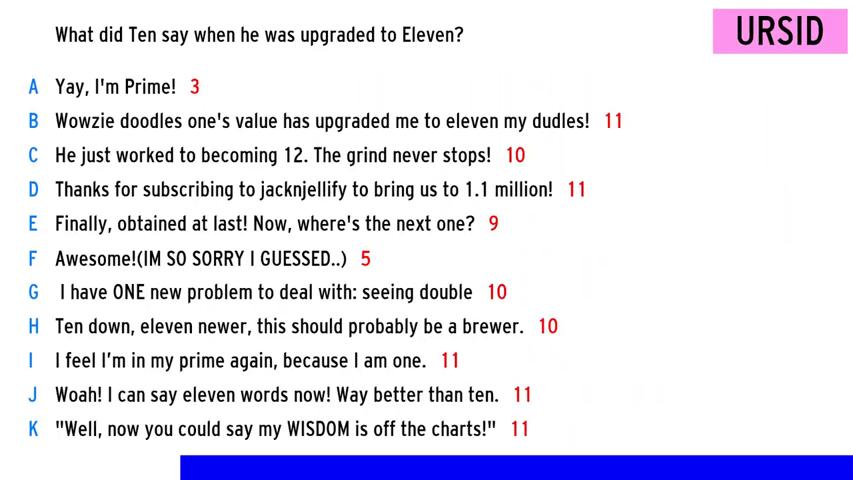 What did Ten say when he was upgraded to Eleven?
URSID
A Yay, I'm Prime! 3
B Wowzie doodles one's value has upgraded me to eleven my dudles! 11
C He just worked to becoming 12. The grind never stops! 10
D Thanks for subscribing to jacknjellify to bring us to 1.1 million! 11
E Finally, obtained at last! Now, where's the next one? 9
F Awesome!(IM SO SORRY I GUESSED..) 5
G I have ONE new problem to deal with: seeing double 10
H Ten down, eleven newer, this should probably be a brewer. 10
I I feel I'm in my prime again, because I am one. 11
J Woah! I can say eleven words now! Way better than ten. 11
K "Well, now you could say my WISDOM is off the charts!" 11